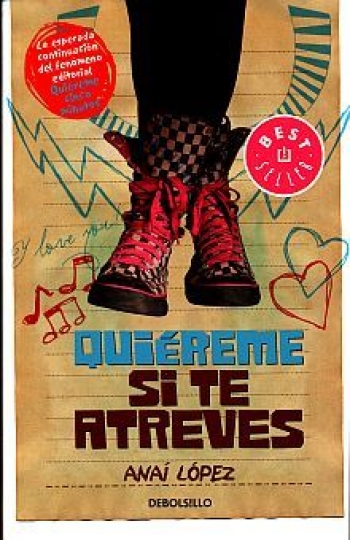 La esperada
continuación
del fenómeno
editorial
Quiéreme
cinco
minutos
BEST
SELLER
I love you
QUIÉREME
SI TE
ATREVES
ANAÍ LÓPEZ
DEBOLSILLO